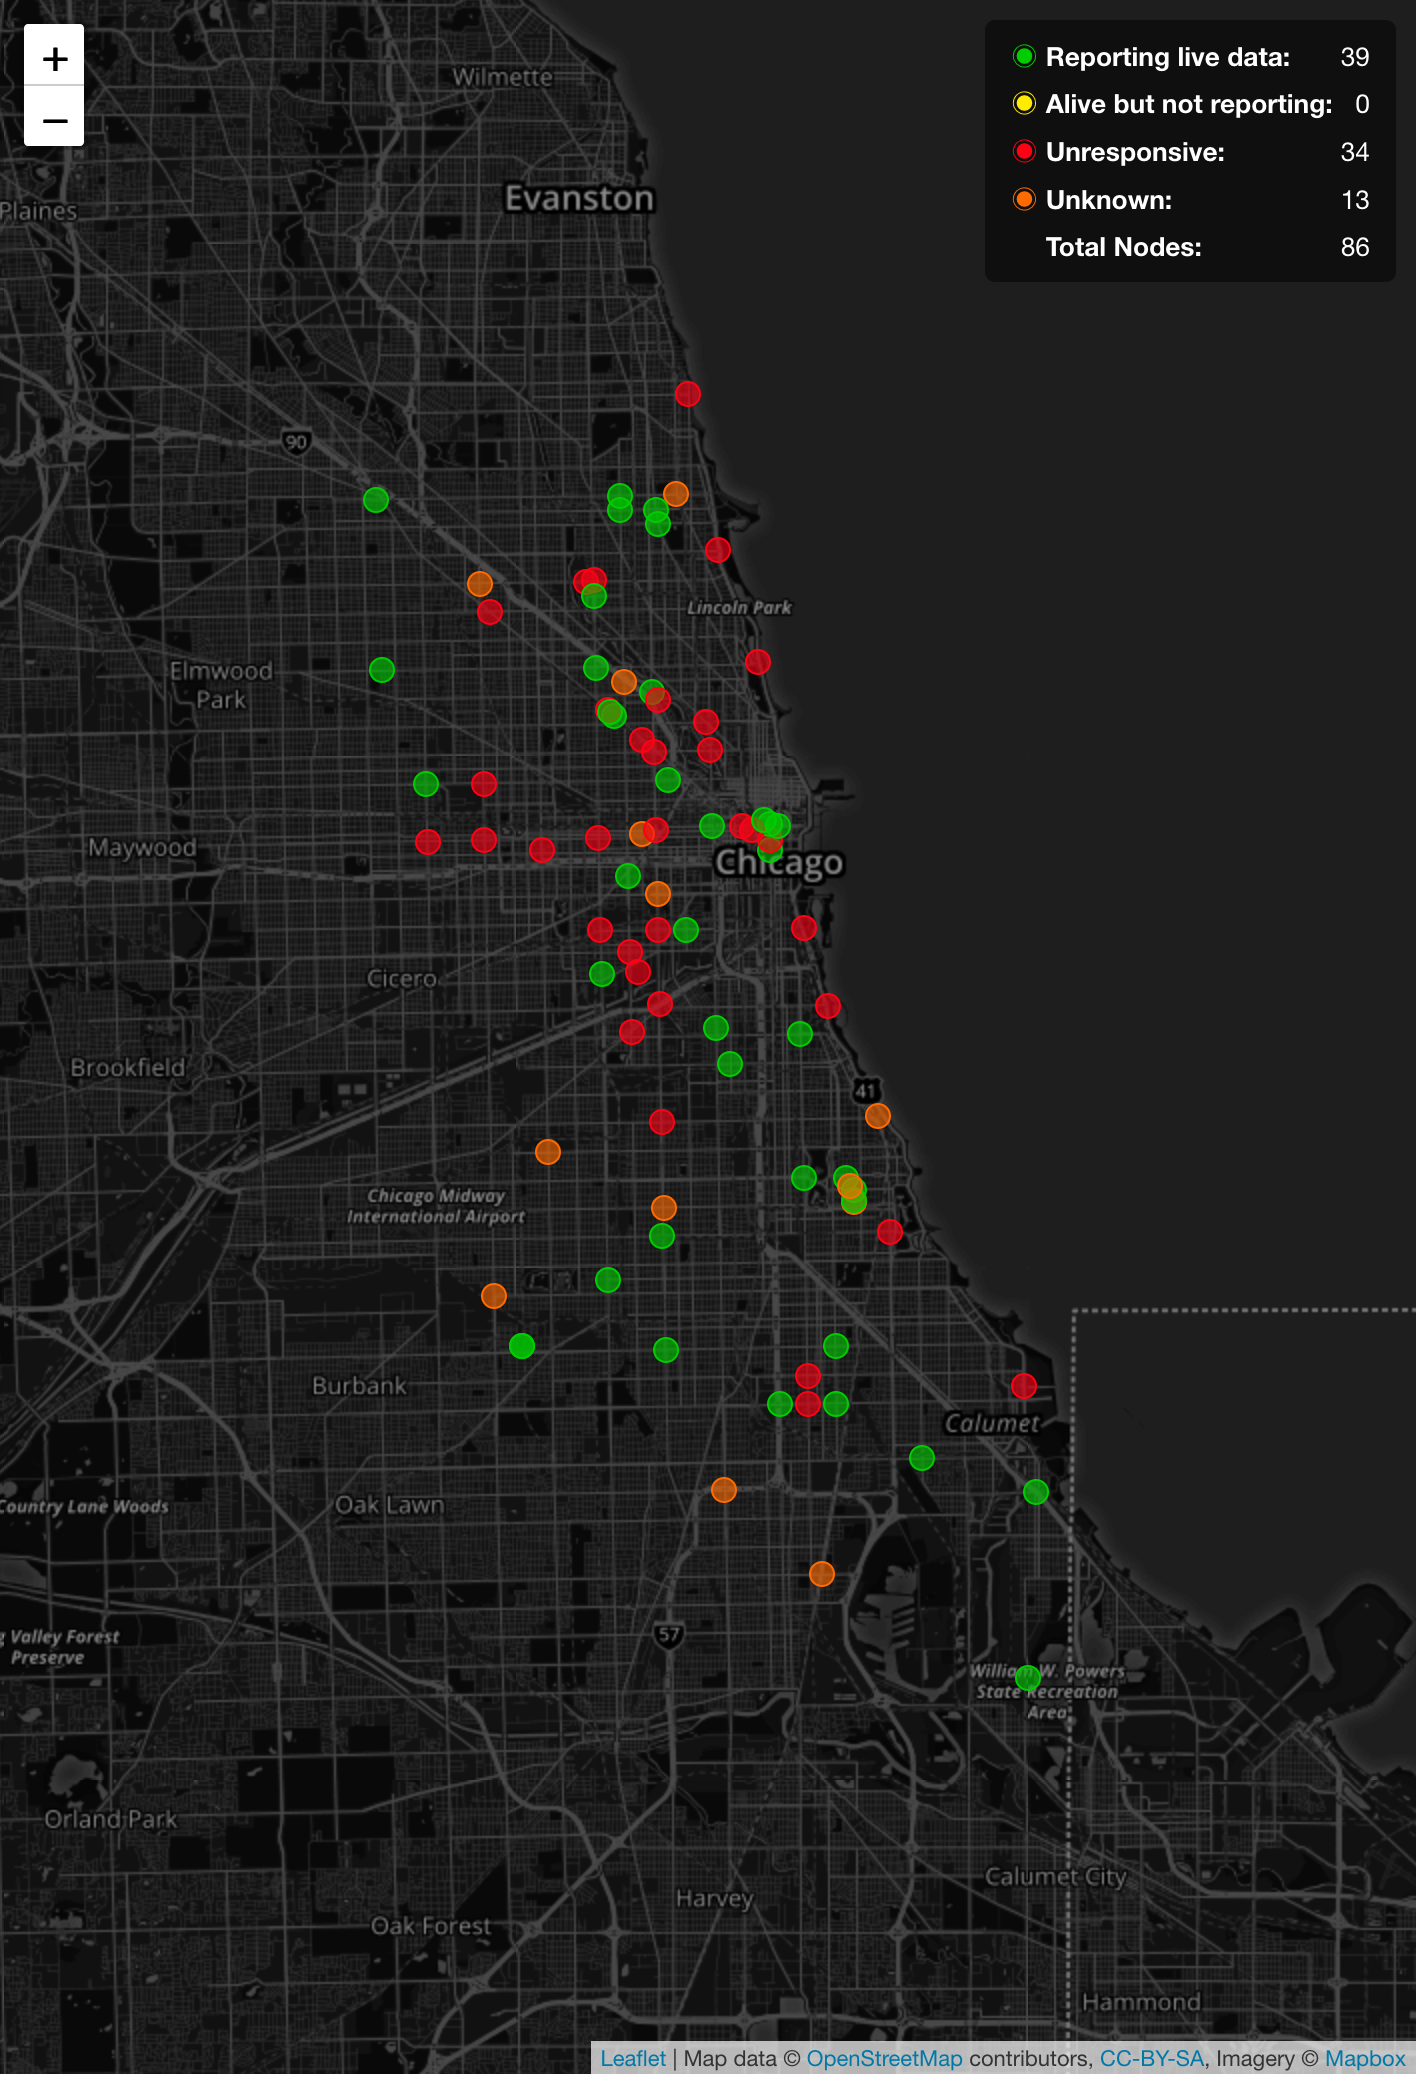 +
−
Reporting live data: 39
Alive but not reporting: 0
Unresponsive: 34
Unknown: 13
Total Nodes: 86
Wilmette
Evanston
Plaines
90
Lincoln Park
Elmwood
Park
Maywood
Chicago
Cicero
Brookfield
41
Chicago Midway
International Airport
Burbank
Calumet
Country Lane Woods
Oak Lawn
57
g Valley Forest
Preserve
William W. Powers
State Recreation
Area
Orland Park
Calumet City
Harvey
Oak Forest
Hammond
Leaflet | Map data © OpenStreetMap contributors, CC-BY-SA, Imagery © Mapbox